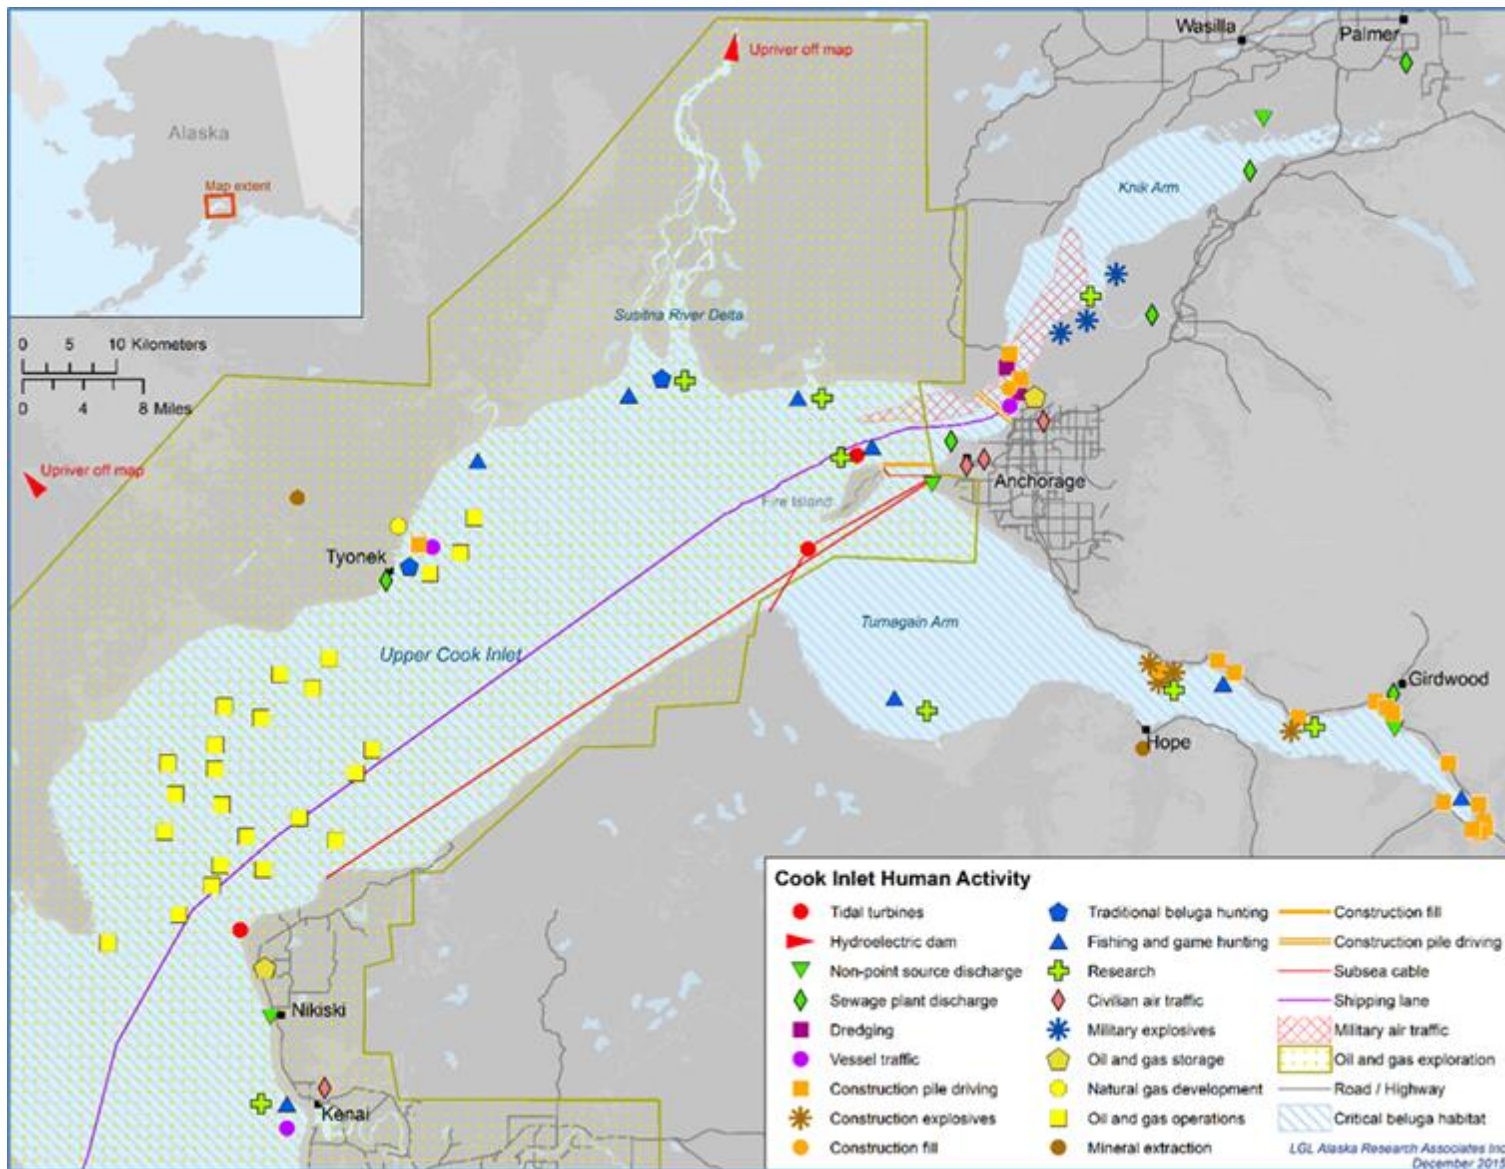 Alaska
Map extent
0 5 10 Kilometers
0 4 8 Miles
Upriver off map
Wasilla
Palmer
Knik Arm
Susitna River Delta
Upriver off map
Anchorage
Fire Island
Tyonek
Upper Cook Inlet
Turnagain Arm
Girdwood
Hope
Nikiski
Kenai
Cook Inlet Human Activity
Tidal turbines
Hydroelectric dam
Non-point source discharge
Sewage plant discharge
Dredging
Vessel traffic
Construction pile driving
Construction explosives
Construction fill
Traditional beluga hunting
Fishing and game hunting
Research
Civilian air traffic
Military explosives
Oil and gas storage
Natural gas development
Oil and gas operations
Mineral extraction
Construction fill
Construction pile driving
Subsea cable
Shipping lane
Military air traffic
Oil and gas exploration
Road / Highway
Critical beluga habitat
LGL Alaska Research Associates Inc
December 2015